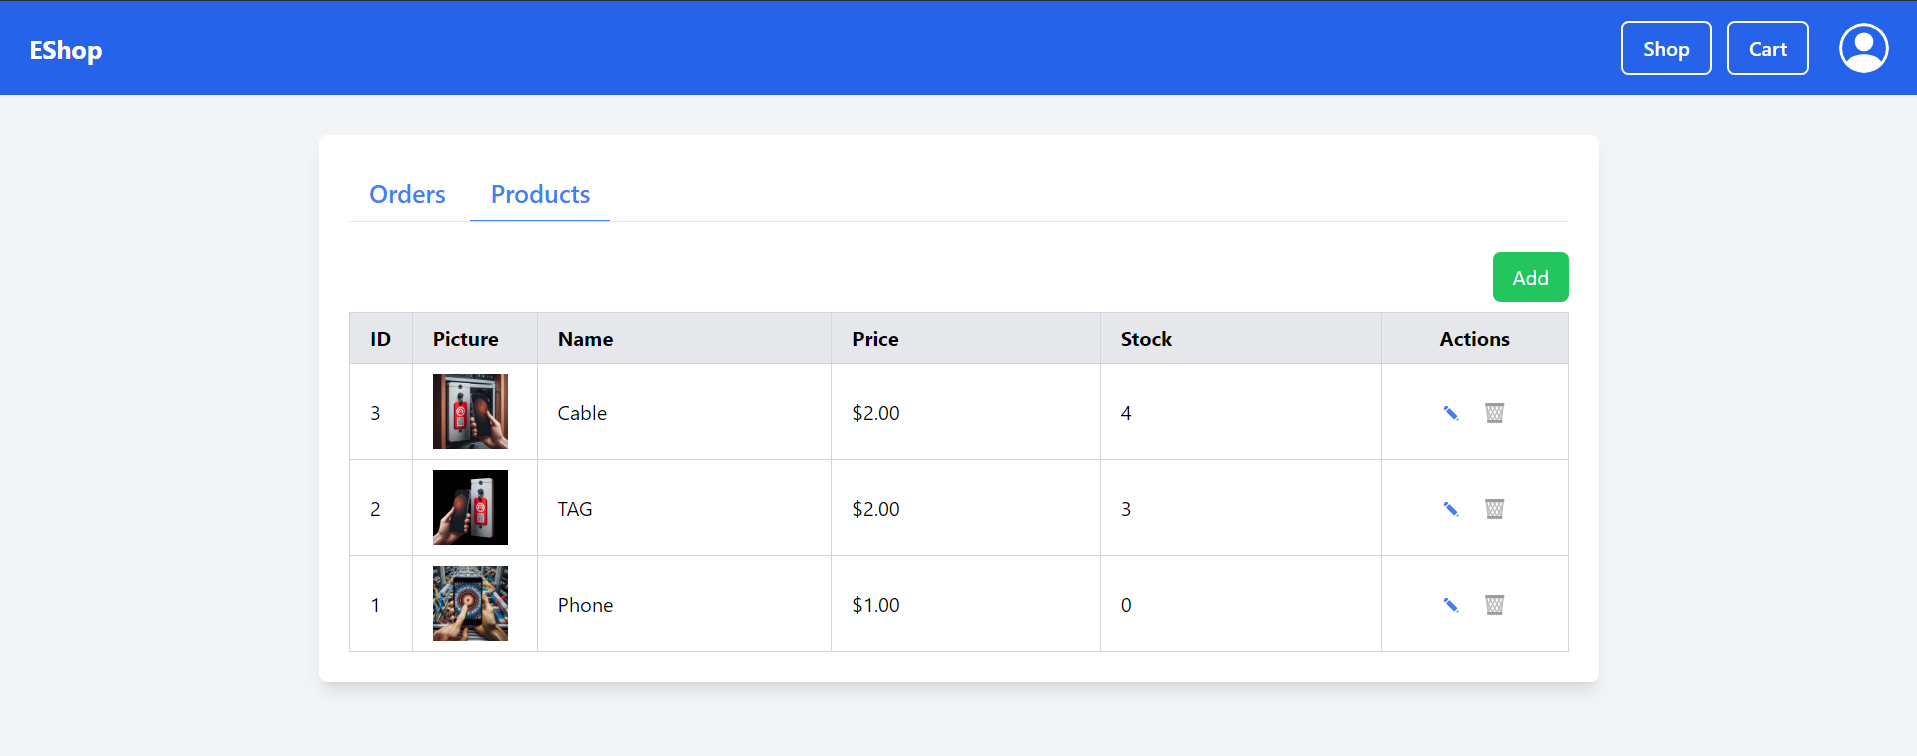 EShop
Shop
Cart
Orders
Products
Add
ID Picture Name Price Stock Actions
3 Cable $2.00 4
2 TAG $2.00 3
1 Phone $1.00 0